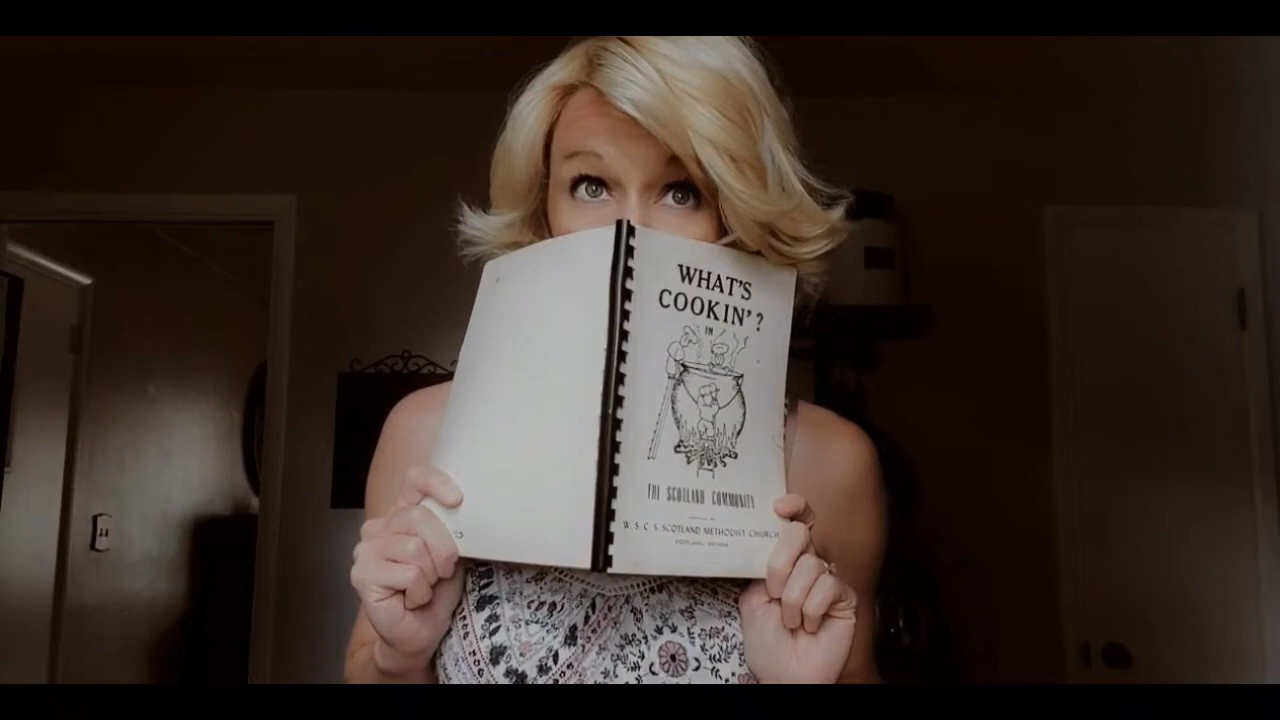 WHAT'S
COOKIN'?
IN
THE SCOTLAND COMMUNITY
W. S. C. S. SCOTLAND METHODIST CHURCH